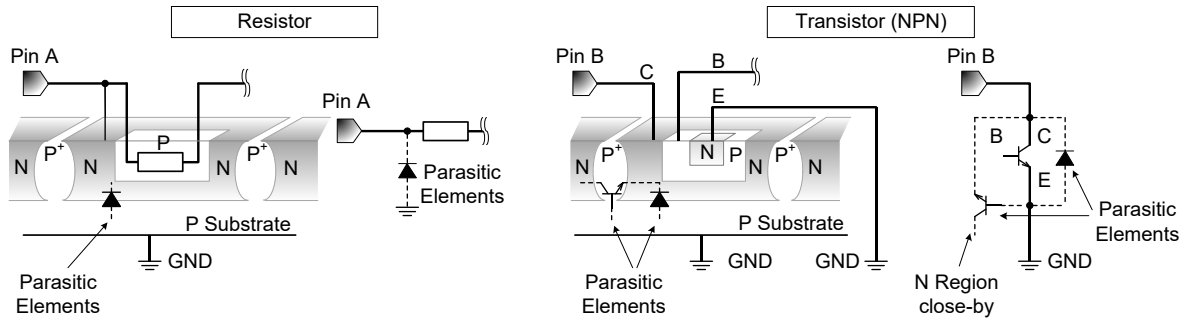 Resistor
Pin A
N
P+
N
P
N
P+
N
Parasitic
Elements
P Substrate
GND
Pin A
Parasitic
Elements
Transistor (NPN)
Pin B
C
B
E
N
P+
N
N
P
N
P+
N
Parasitic
Elements
P Substrate
GND
GND
Pin B
B
C
E
Parasitic
Elements
GND
N Region
close-by